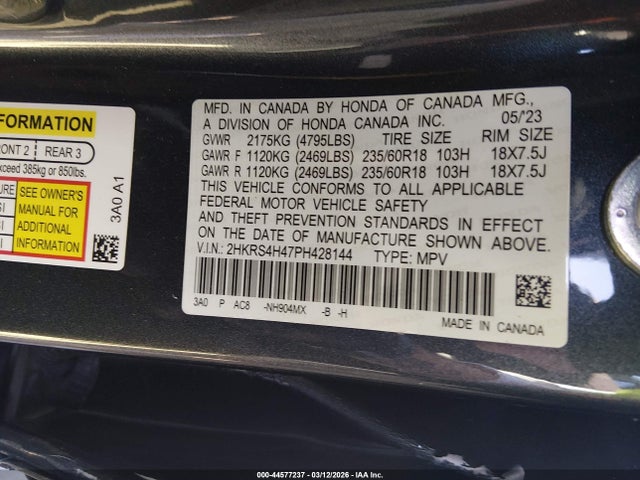 FORMATION
FRONT 2 | REAR 3
exceed 385kg or 850lbs.
SEE OWNER'S
MANUAL FOR
ADDITIONAL
INFORMATION
3A0 A1
MFD. IN CANADA BY HONDA OF CANADA MFG.,
A DIVISION OF HONDA CANADA INC. 05/'23
GVWR 2175KG (4795LBS) TIRE SIZE RIM SIZE
GAWR F 1120KG (2469LBS) 235/60R18 103H 18X7.5J
GAWR R 1120KG (2469LBS) 235/60R18 103H 18X7.5J
THIS VEHICLE CONFORMS TO ALL APPLICABLE
FEDERAL MOTOR VEHICLE SAFETY
AND THEFT PREVENTION STANDARDS IN EFFECT
ON THE DATE OF MANUFACTURE SHOWN ABOVE.
V.I.N.: 2HKRS4H47PH428144 TYPE: MPV
3A0 P AC8 -NH904MX -B -H
MADE IN CANADA
000-44577237 - 03/12/2026 - IAA Inc.